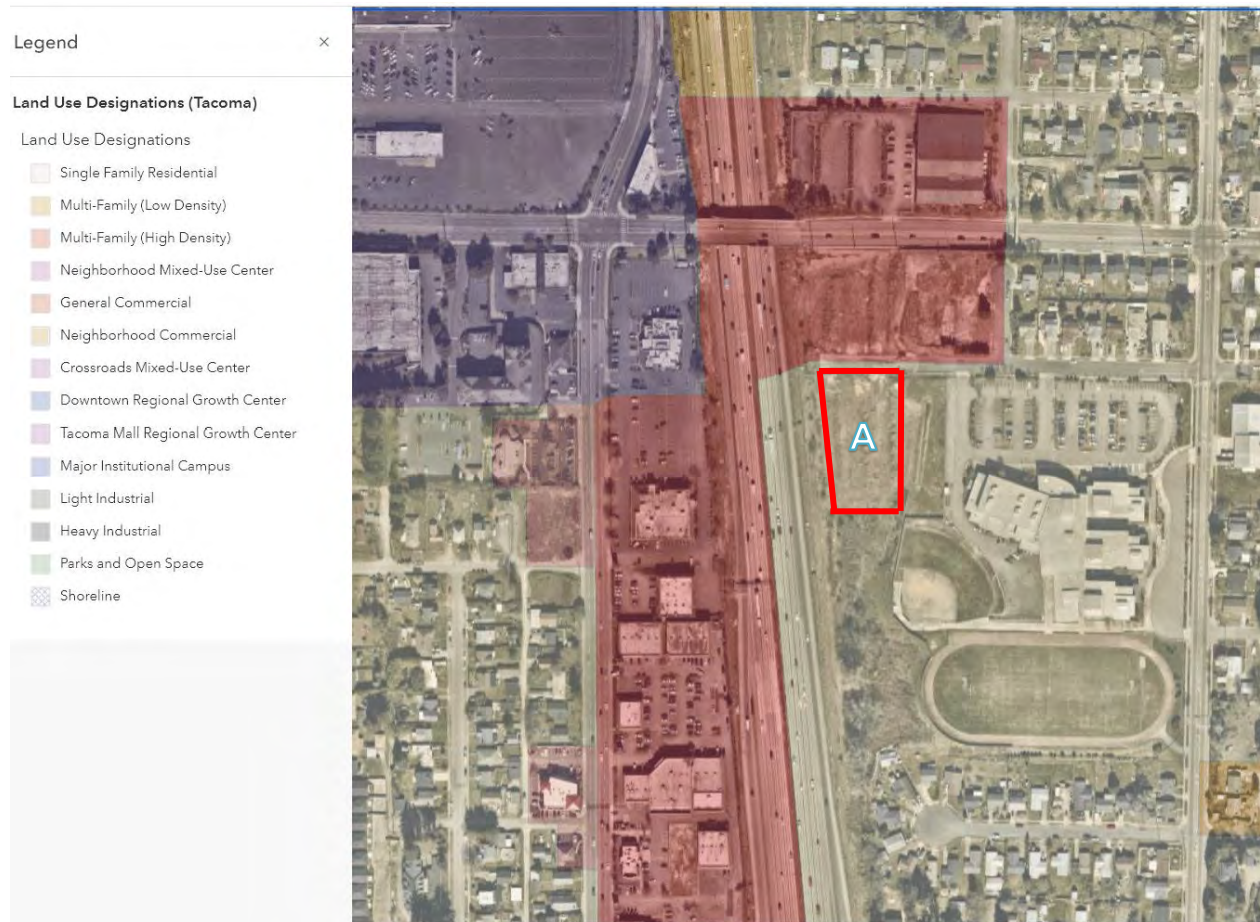 Legend ×
Land Use Designations (Tacoma)
Land Use Designations
Single Family Residential
Multi-Family (Low Density)
Multi-Family (High Density)
Neighborhood Mixed-Use Center
General Commercial
Neighborhood Commercial
Crossroads Mixed-Use Center
Downtown Regional Growth Center
Tacoma Mall Regional Growth Center
Major Institutional Campus
Light Industrial
Heavy Industrial
Parks and Open Space
Shoreline
A